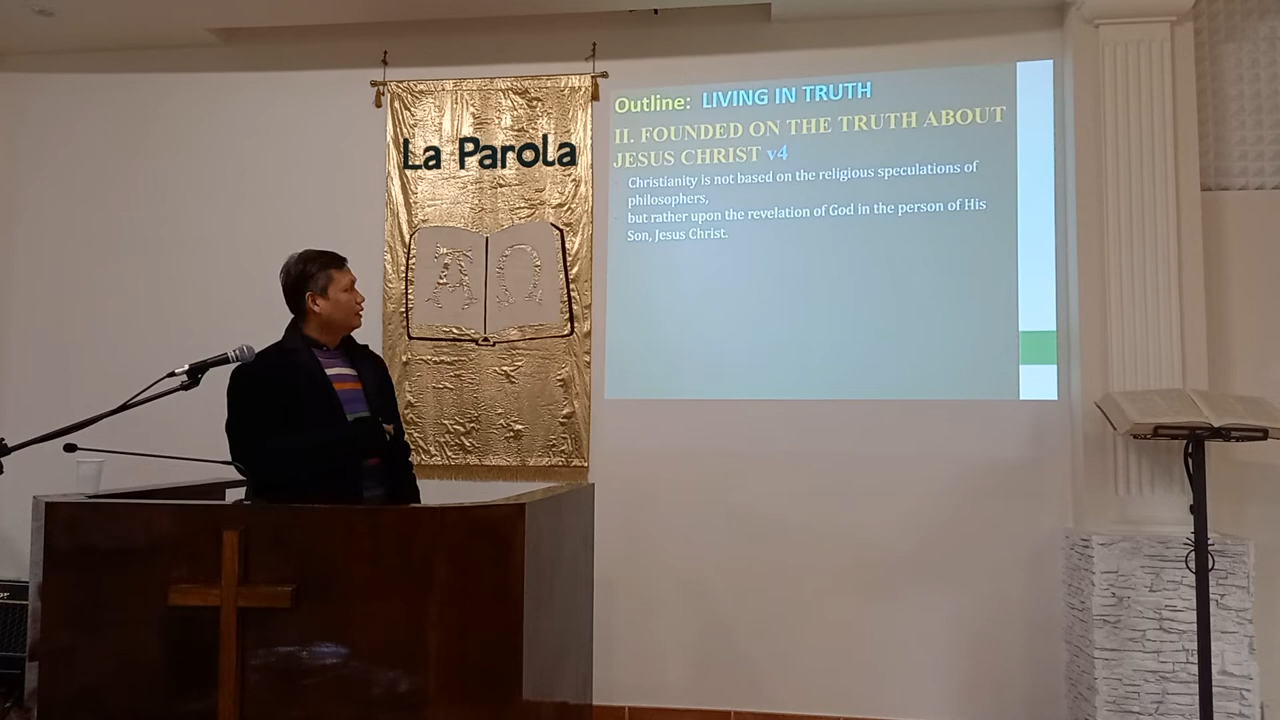 La Parola
Α Ω
Outline: LIVING IN TRUTH
II. FOUNDED ON THE TRUTH ABOUT
JESUS CHRIST v4
Christianity is not based on the religious speculations of
philosophers,
but rather upon the revelation of God in the person of His
Son, Jesus Christ.